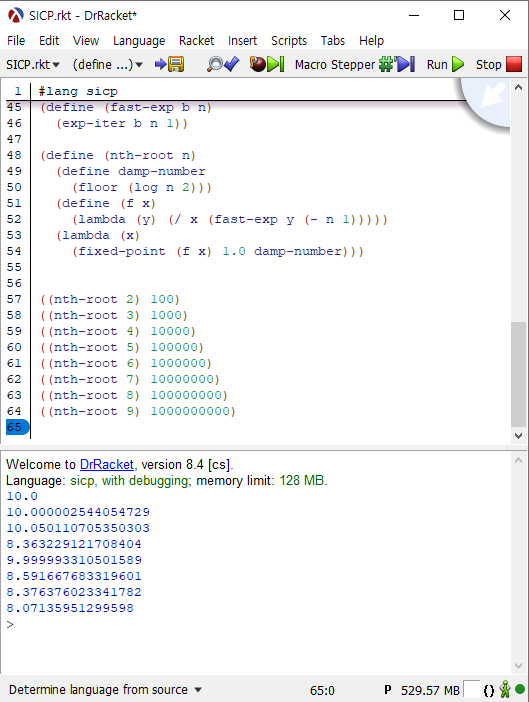 SICP.rkt - DrRacket*
File Edit View Language Racket Insert Scripts Tabs Help
SICP.rkt▾ (define ...)▾ Macro Stepper Run Stop
1 #lang sicp
45 (define (fast-exp b n)
46   (exp-iter b n 1))
47
48 (define (nth-root n)
49   (define damp-number
50     (floor (log n 2)))
51   (define (f x)
52     (lambda (y) (/ x (fast-exp y (- n 1)))))
53   (lambda (x)
54     (fixed-point (f x) 1.0 damp-number)))
55
56
57 ((nth-root 2) 100)
58 ((nth-root 3) 1000)
59 ((nth-root 4) 10000)
60 ((nth-root 5) 100000)
61 ((nth-root 6) 1000000)
62 ((nth-root 7) 10000000)
63 ((nth-root 8) 100000000)
64 ((nth-root 9) 1000000000)
65
Welcome to DrRacket, version 8.4 [cs].
Language: sicp, with debugging; memory limit: 128 MB.
10.0
10.000002544054729
10.050110705350303
8.363229121708404
9.999993310501589
8.591667683319601
8.376376023341782
8.07135951299598
>
Determine language from source ▾ 65:0 P 529.57 MB ()